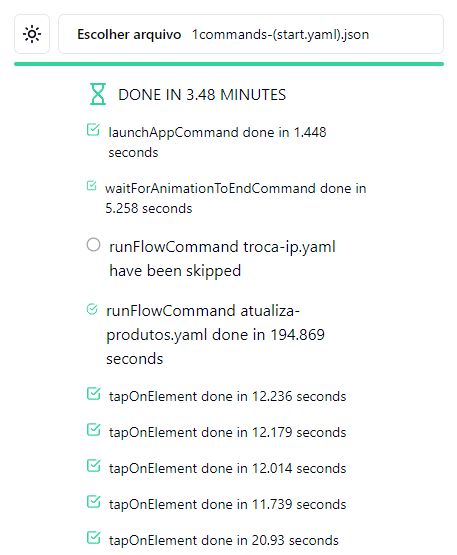 Escolher arquivo 1commands-(start.yaml).json
DONE IN 3.48 MINUTES
launchAppCommand done in 1.448
seconds
waitForAnimationToEndCommand done in
5.258 seconds
runFlowCommand troca-ip.yaml
have been skipped
runFlowCommand atualiza-
produtos.yaml done in 194.869
seconds
tapOnElement done in 12.236 seconds
tapOnElement done in 12.179 seconds
tapOnElement done in 12.014 seconds
tapOnElement done in 11.739 seconds
tapOnElement done in 20.93 seconds